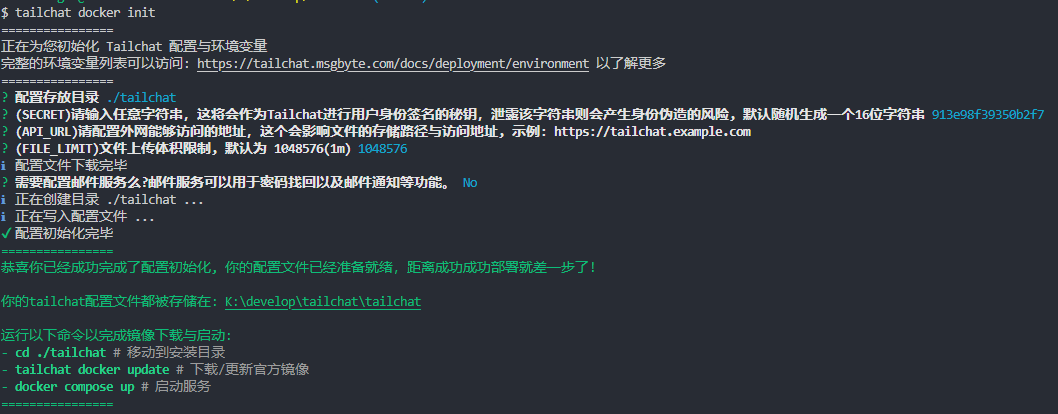 $ tailchat docker init
================
正在为您初始化 Tailchat 配置与环境变量
完整的环境变量列表可以访问: https://tailchat.msgbyte.com/docs/deployment/environment 以了解更多
================
? 配置存放目录 ./tailchat
? (SECRET)请输入任意字符串，这将会作为Tailchat进行用户身份签名的秘钥，泄露该字符串则会产生身份伪造的风险，默认随机生成一个16位字符串 913e98f39350b2f7
? (API_URL)请配置外网能够访问的地址，这个会影响文件的存储路径与访问地址，示例: https://tailchat.example.com
? (FILE_LIMIT)文件上传体积限制，默认为 1048576(1m) 1048576
ℹ 配置文件下载完毕
? 需要配置邮件服务么?邮件服务可以用于密码找回以及邮件通知等功能。 No
ℹ 正在创建目录 ./tailchat ...
ℹ 正在写入配置文件 ...
✔ 配置初始化完毕
================
恭喜你已经成功完成了配置初始化, 你的配置文件已经准备就绪, 距离成功成功部署就差一步了!
你的tailchat配置文件都被存储在: K:\develop\tailchat\tailchat
运行以下命令以完成镜像下载与启动:
- cd ./tailchat # 移动到安装目录
- tailchat docker update # 下载/更新官方镜像
- docker compose up # 启动服务
================